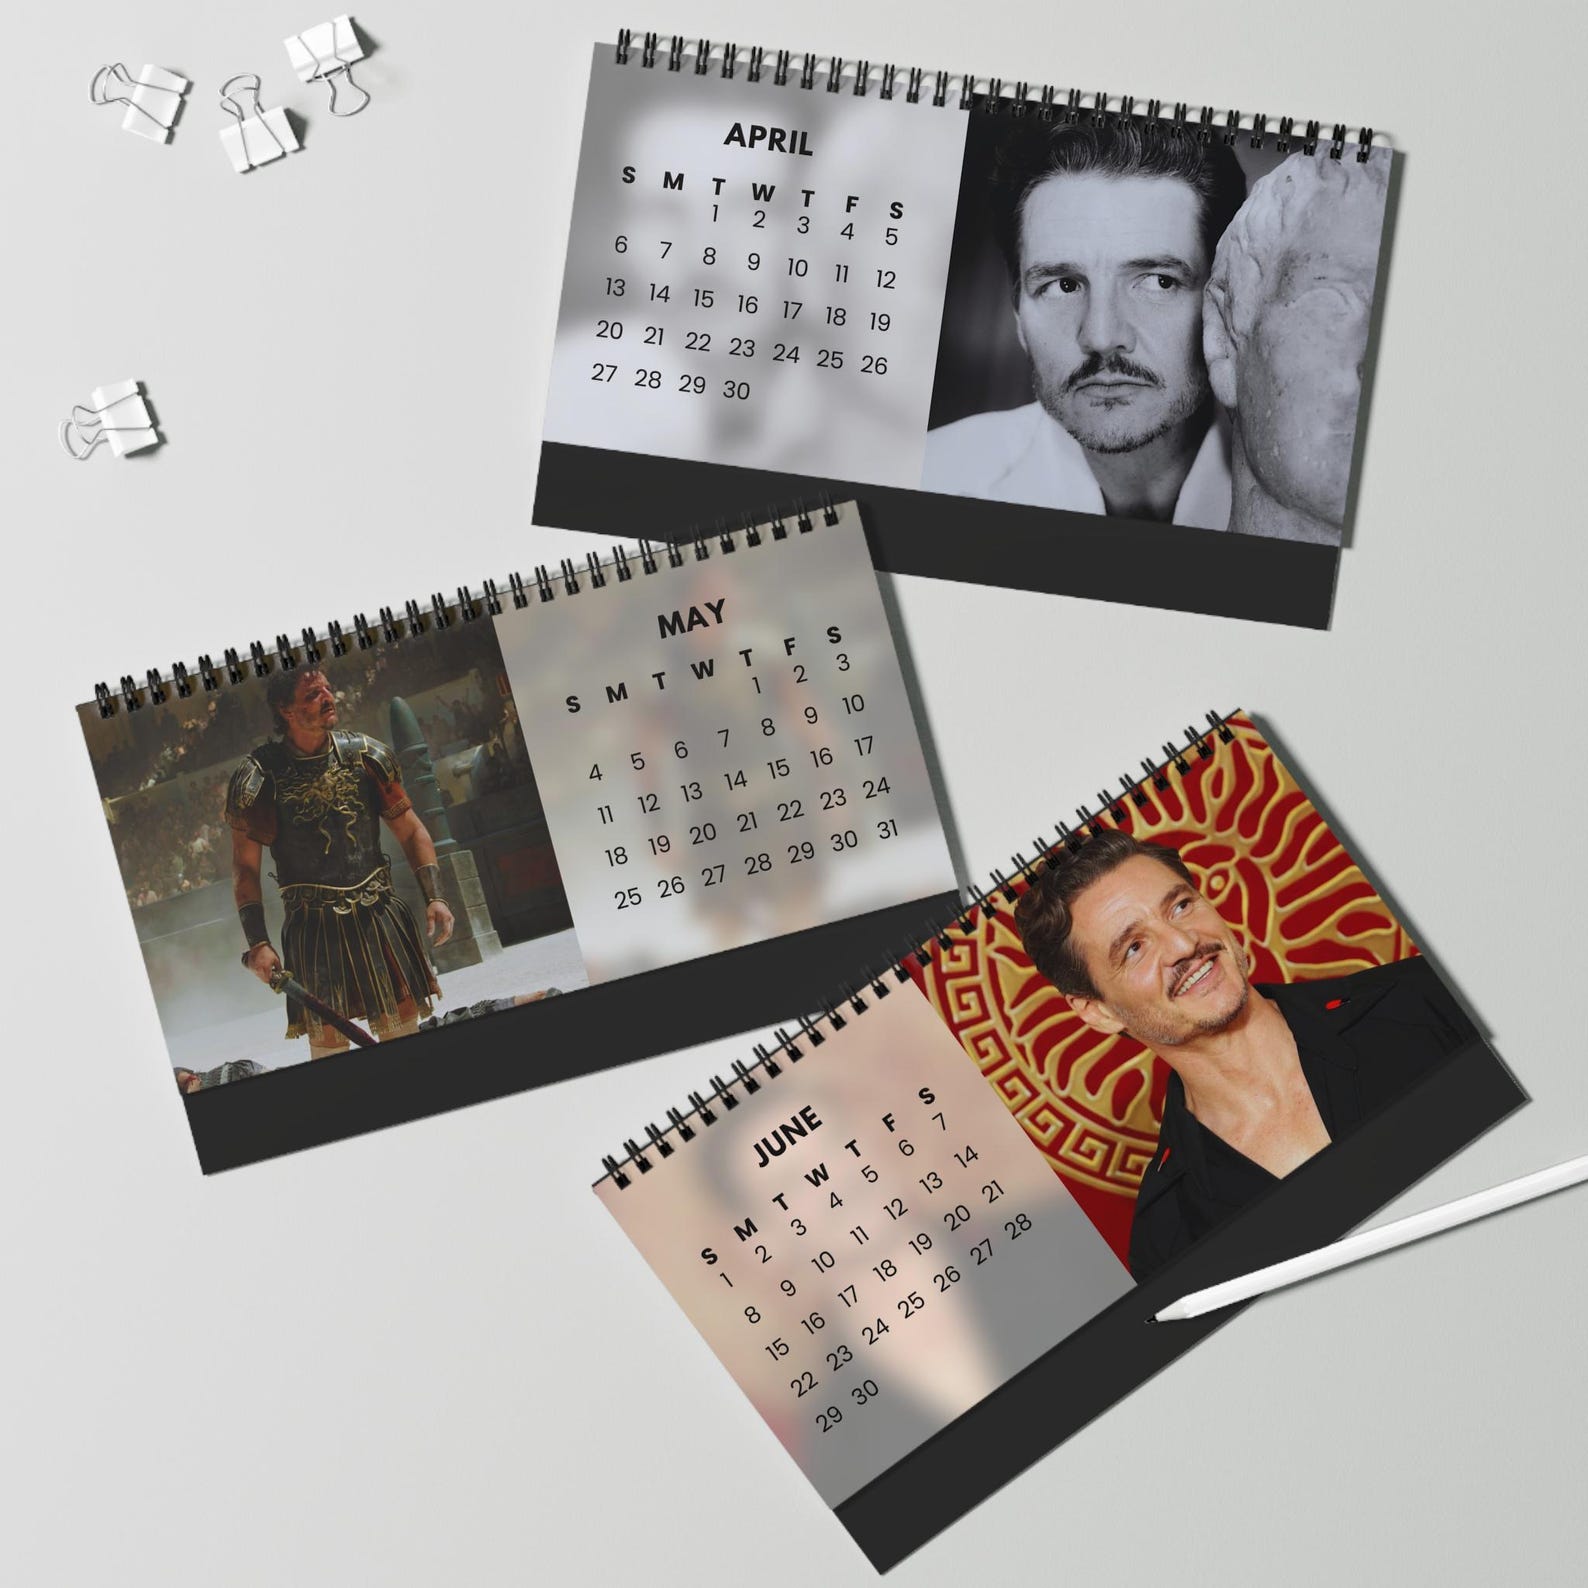 APRIL
S M T W T F S
1 2 3 4 5
6 7 8 9 10 11 12
13 14 15 16 17 18 19
20 21 22 23 24 25 26
27 28 29 30
MAY
S M T W T F S
1 2 3
4 5 6 7 8 9 10
11 12 13 14 15 16 17
18 19 20 21 22 23 24
25 26 27 28 29 30 31
JUNE
S M T W T F S
1 2 3 4 5 6 7
8 9 10 11 12 13 14
15 16 17 18 19 20 21
22 23 24 25 26 27 28
29 30